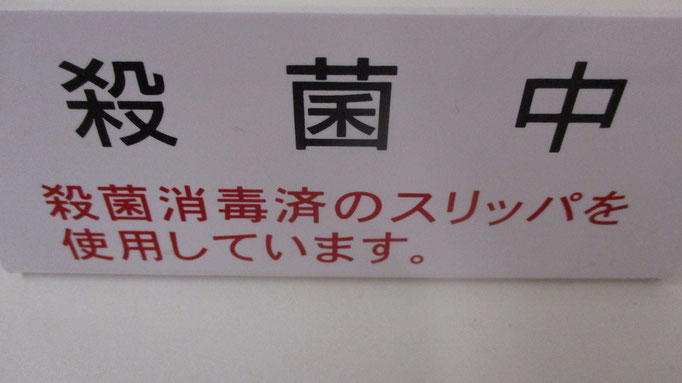 殺菌中
殺菌消毒済のスリッパを
使用しています。